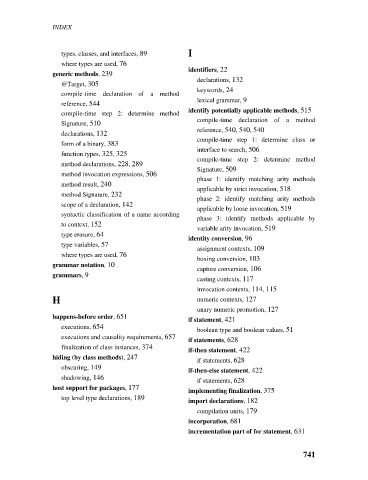 INDEX
types, classes, and interfaces, 89
where types are used, 76
generic methods, 239
@Target, 305
compile-time declaration of a method
reference, 544
compile-time step 2: determine method
Signature, 510
declarations, 132
form of a binary, 383
function types, 325, 325
method declarations, 228, 289
method invocation expressions, 506
method result, 240
method Signature, 232
scope of a declaration, 142
syntactic classification of a name according
to context, 152
type erasure, 64
type variables, 57
where types are used, 76
grammar notation, 10
grammars, 9
H
happens-before order, 651
executions, 654
executions and causality requirements, 657
finalization of class instances, 374
hiding (by class methods), 247
obscuring, 149
shadowing, 146
host support for packages, 177
top level type declarations, 189
I
identifiers, 22
declarations, 132
keywords, 24
lexical grammar, 9
identify potentially applicable methods, 515
compile-time declaration of a method
reference, 540, 540, 540
compile-time step 1: determine class or
interface to search, 506
compile-time step 2: determine method
Signature, 509
phase 1: identify matching arity methods
applicable by strict invocation, 518
phase 2: identify matching arity methods
applicable by loose invocation, 519
phase 3: identify methods applicable by
variable arity invocation, 519
identity conversion, 96
assignment contexts, 109
boxing conversion, 103
capture conversion, 106
casting contexts, 117
invocation contexts, 114, 115
numeric contexts, 127
unary numeric promotion, 127
if statement, 421
boolean type and boolean values, 51
if statements, 628
if-then statement, 422
if statements, 628
if-then-else statement, 422
if statements, 628
implementing finalization, 375
import declarations, 182
compilation units, 179
incorporation, 681
incrementation part of for statement, 631
741